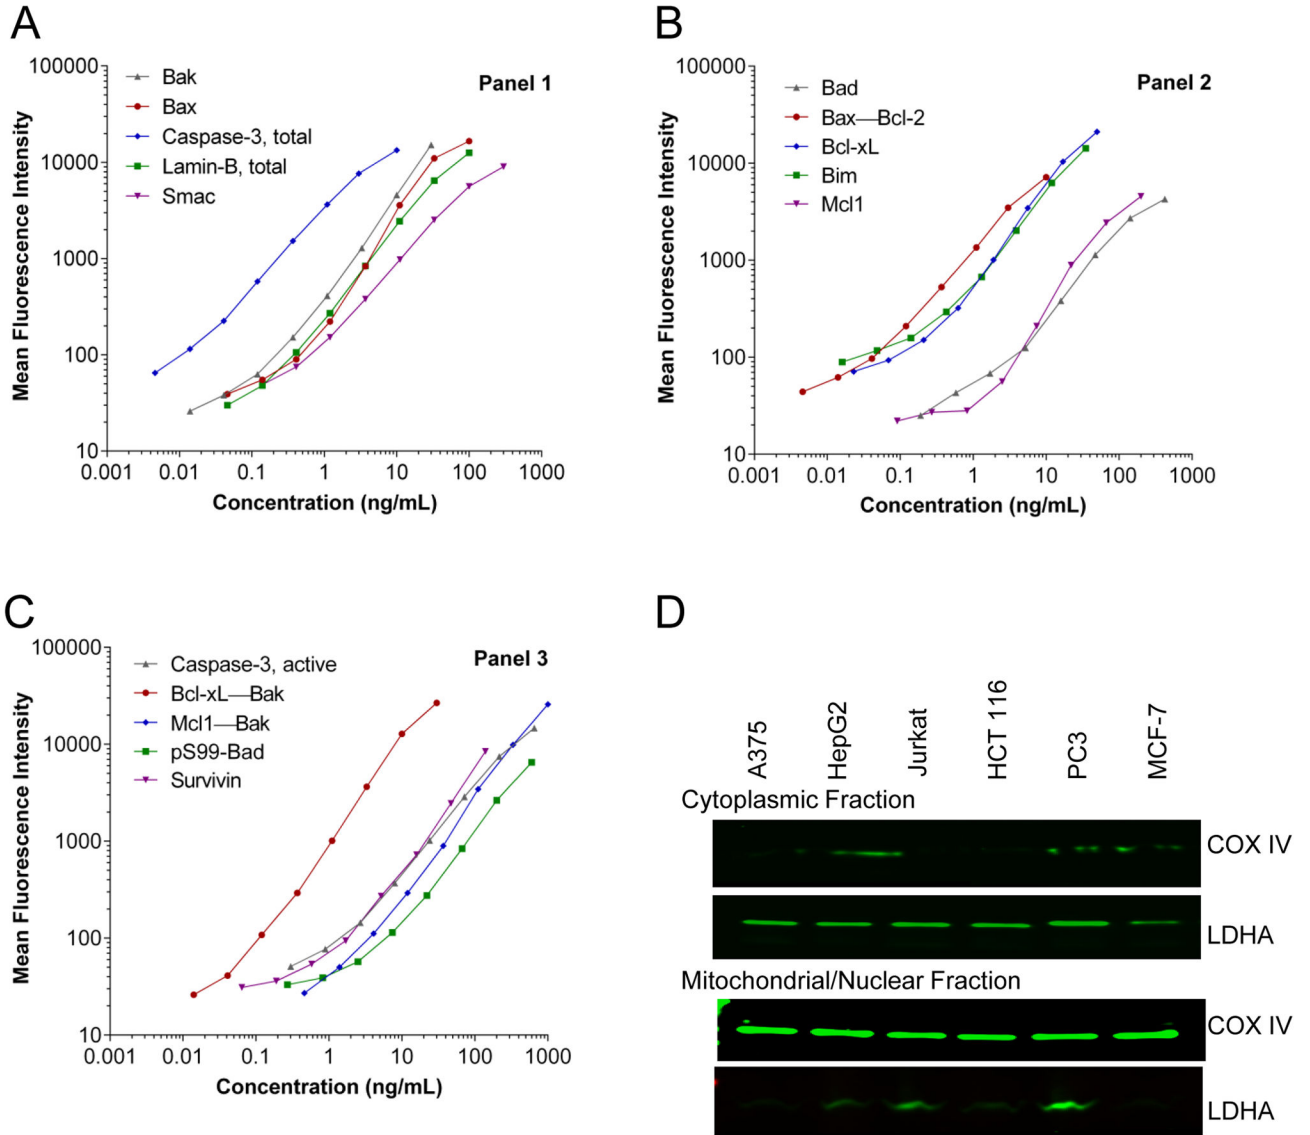 A
Panel 1
Mean Fluorescence Intensity
100000
10000
1000
100
10
Bak
Bax
Caspase-3, total
Lamin-B, total
Smac
0.001 0.01 0.1 1 10 100 1000
Concentration (ng/mL)
B
Panel 2
Mean Fluorescence Intensity
100000
10000
1000
100
10
Bad
Bax—Bcl-2
Bcl-xL
Bim
Mcl1
0.001 0.01 0.1 1 10 100 1000
Concentration (ng/mL)
C
Panel 3
Mean Fluorescence Intensity
100000
10000
1000
100
10
Caspase-3, active
Bcl-xL—Bak
Mcl1—Bak
pS99-Bad
Survivin
0.001 0.01 0.1 1 10 100 1000
Concentration (ng/mL)
D
A375
HepG2
Jurkat
HCT 116
PC3
MCF-7
Cytoplasmic Fraction
COX IV
LDHA
Mitochondrial/Nuclear Fraction
COX IV
LDHA